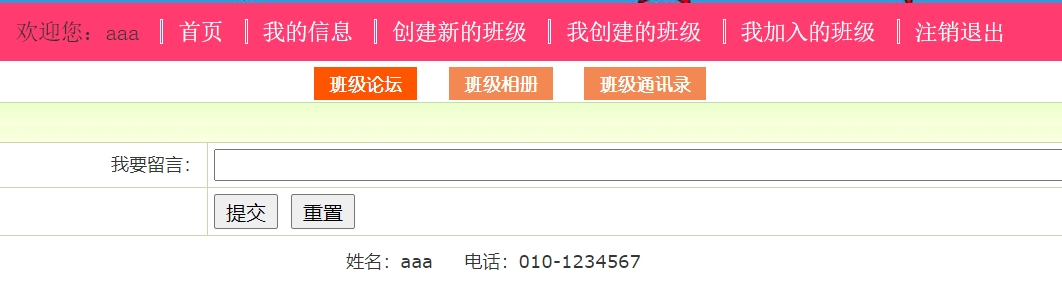 欢迎您：aaa 首页 我的信息 创建新的班级 我创建的班级 我加入的班级 注销退出
班级论坛 班级相册 班级通讯录
我要留言：
提交 重置
姓名：aaa 电话：010-1234567